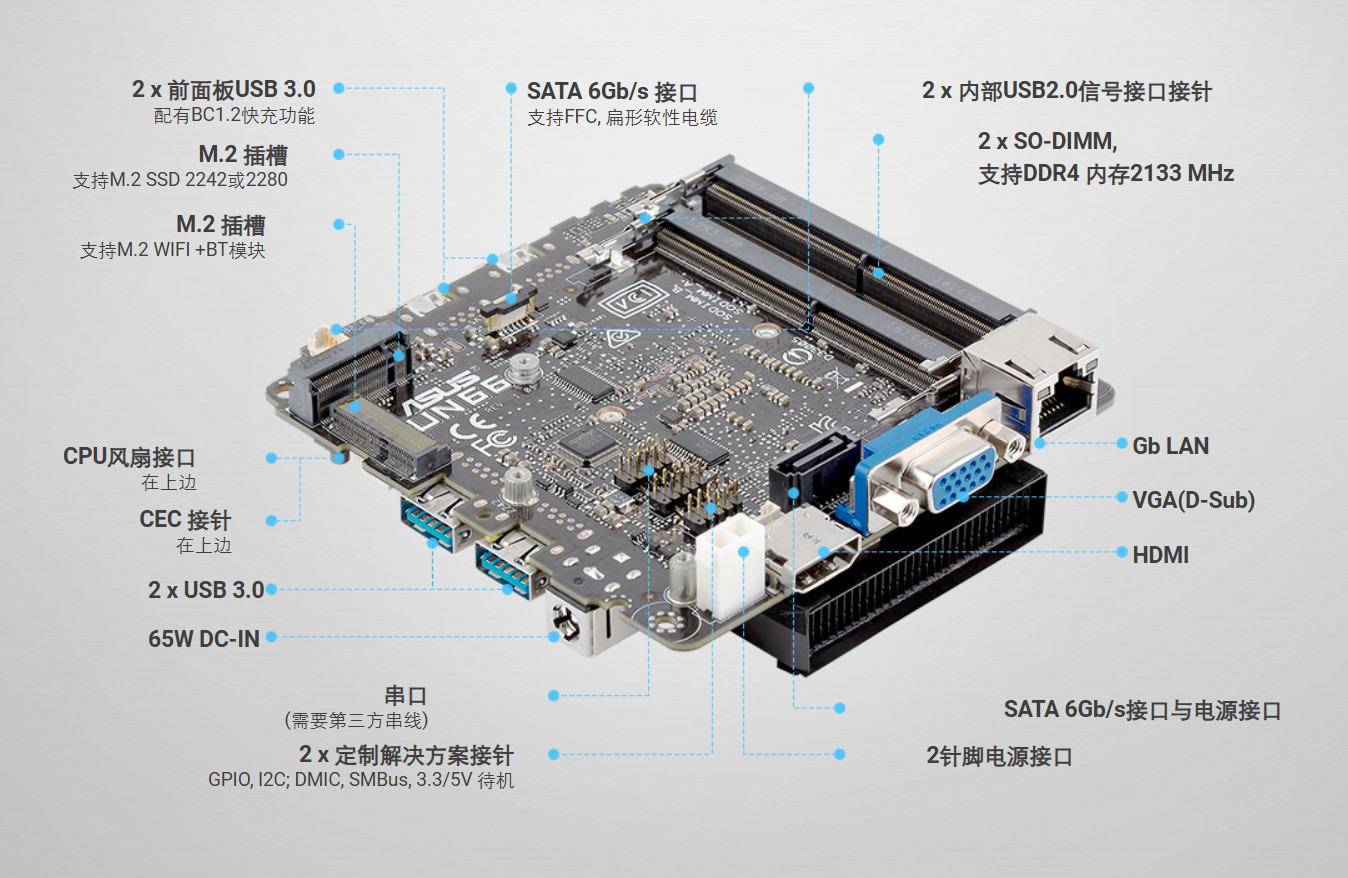 2 x 前面板USB 3.0
配有BC1.2快充功能
SATA 6Gb/s 接口
支持FFC, 扁形软性电缆
2 x 内部USB2.0信号接口接针
M.2 插槽
支持M.2 SSD 2242或2280
2 x SO-DIMM,
支持DDR4 内存2133 MHz
M.2 插槽
支持M.2 WIFI +BT模块
VCI
SODIMM B
SODIMM A
ASUS
UN66
CE
FC
CPU风扇接口
在上边
Gb LAN
VGA(D-Sub)
CEC 接针
在上边
HDMI
2 x USB 3.0
65W DC-IN
串口
(需要第三方串线)
SATA 6Gb/s接口与电源接口
2 x 定制解决方案接针
GPIO, I2C; DMIC, SMBus, 3.3/5V 待机
2针脚电源接口